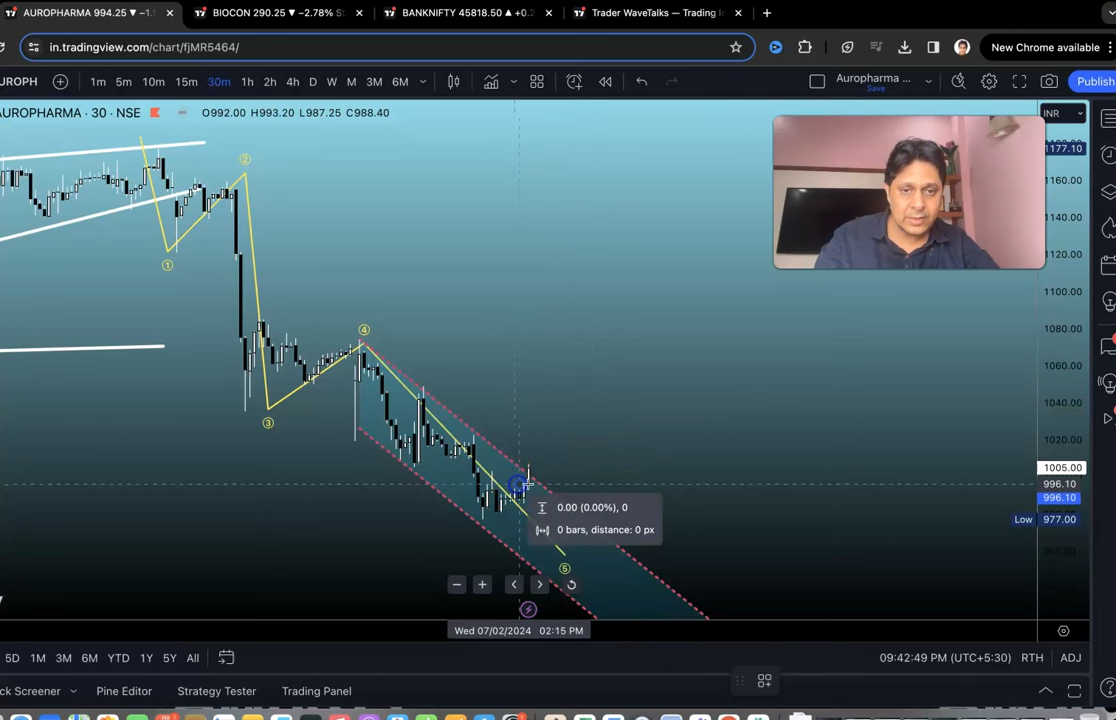 AUROPHARMA 994.25 ▼ −1.
BIOCON 290.25 ▼ −2.78%
BANKNIFTY 45818.50 ▲ +0.2
Trader WaveTalks — Trading
in.tradingview.com/chart/fjMR5464/
New Chrome available
UROPH
1m 5m 10m 15m 30m 1h 2h 4h D W M 3M 6M
Auropharma ...
Save
Publish
AUROPHARMA · 30 · NSE
O992.00 H993.20 L987.25 C988.40
INR
1177.10
1160.00
1140.00
1120.00
1100.00
1080.00
1060.00
1040.00
1020.00
1005.00
996.10
996.10
Low 977.00
960.00
①
②
③
④
⑤
0.00 (0.00%), 0
0 bars, distance: 0 px
Wed 07/02/2024 02:15 PM
5D 1M 3M 6M YTD 1Y 5Y All
09:42:49 PM (UTC+5:30) RTH ADJ
ck Screener Pine Editor Strategy Tester Trading Panel